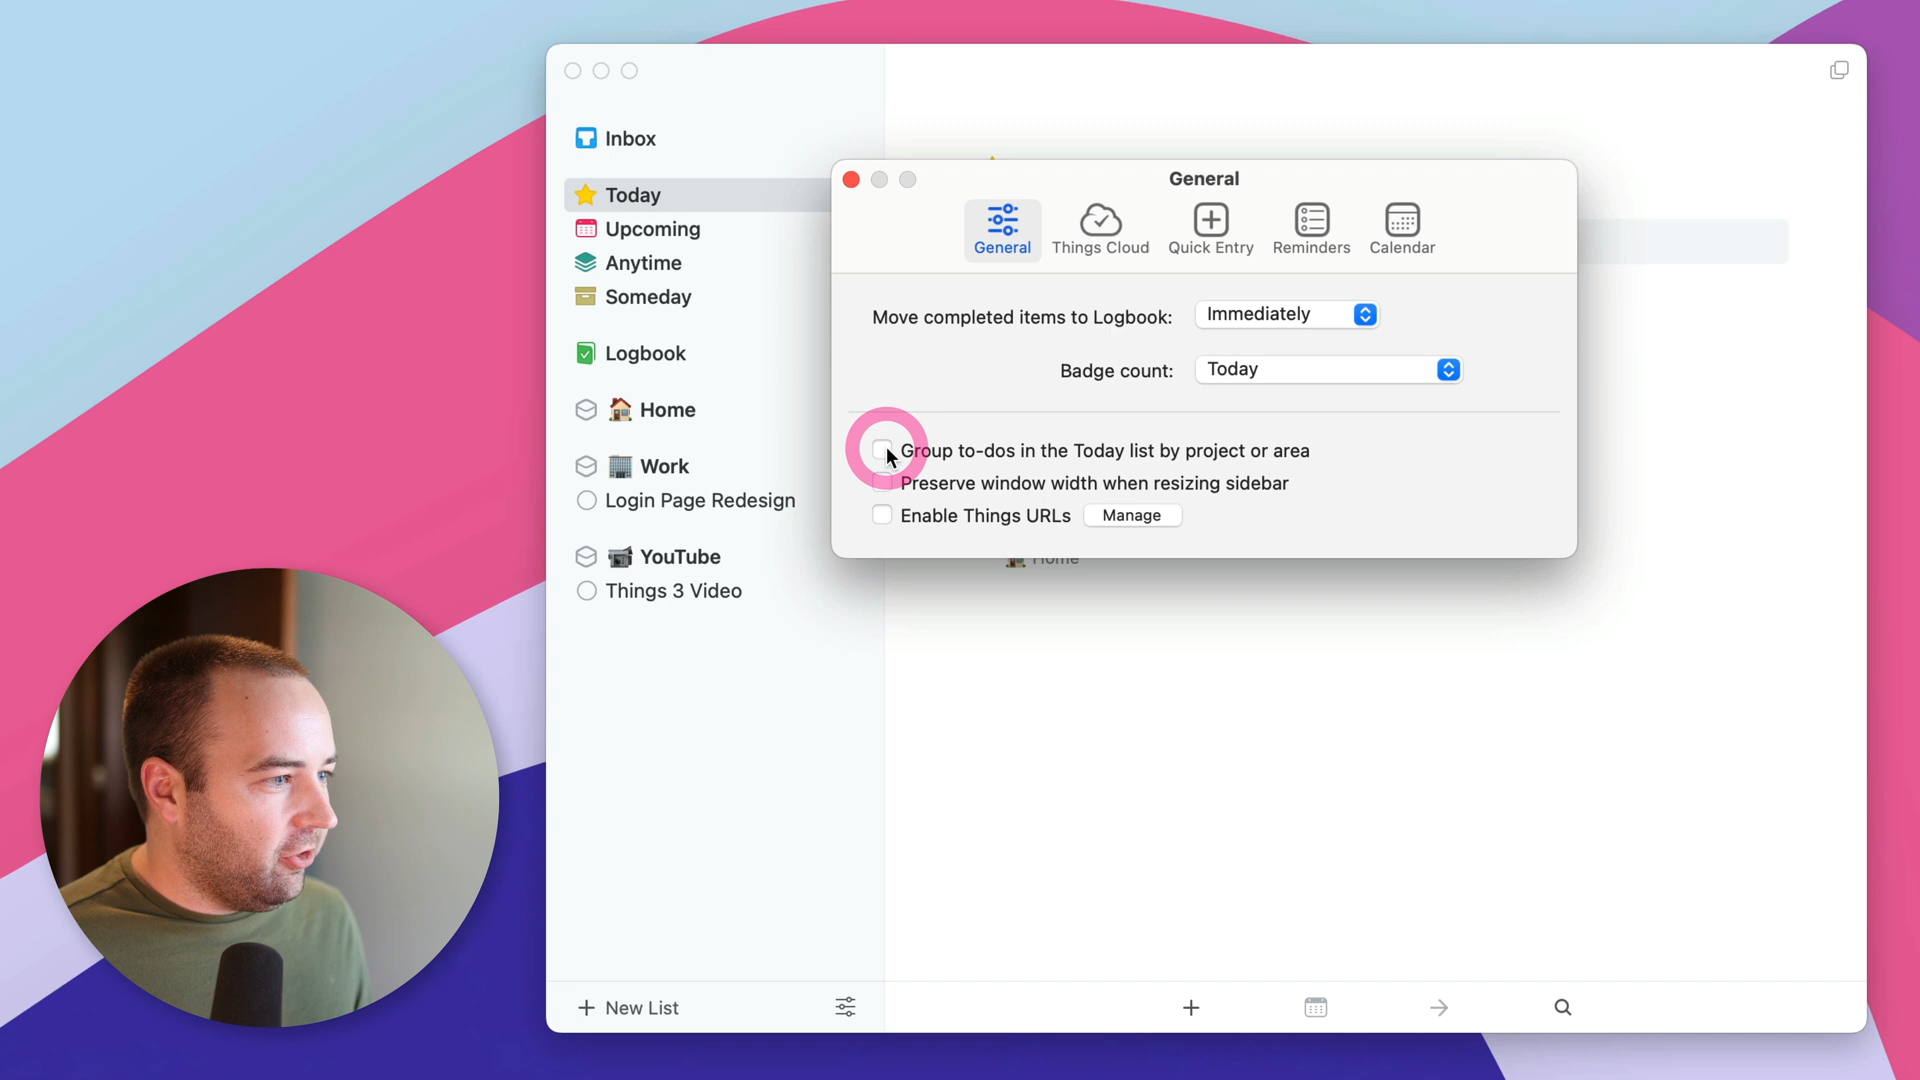 Inbox
Today
Upcoming
Anytime
Someday
Logbook
Home
Work
Login Page Redesign
YouTube
Things 3 Video
New List
General
General
Things Cloud
Quick Entry
Reminders
Calendar
Move completed items to Logbook: Immediately
Badge count: Today
Group to-dos in the Today list by project or area
Preserve window width when resizing sidebar
Enable Things URLs Manage
Home